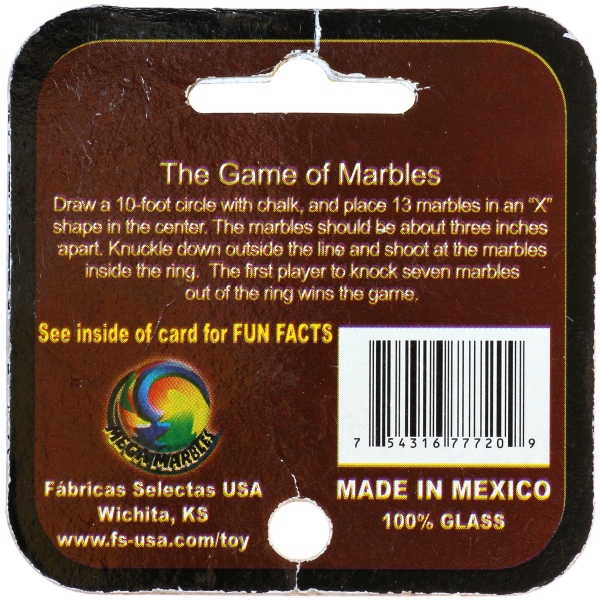 The Game of Marbles
Draw a 10-foot circle with chalk, and place 13 marbles in an "X"
shape in the center. The marbles should be about three inches
apart. Knuckle down outside the line and shoot at the marbles
inside the ring. The first player to knock seven marbles
out of the ring wins the game.
See inside of card for FUN FACTS
MEGA MARBLES
7 54316 77720 9
Fábricas Selectas USA
Wichita, KS
www.fs-usa.com/toy
MADE IN MEXICO
100% GLASS